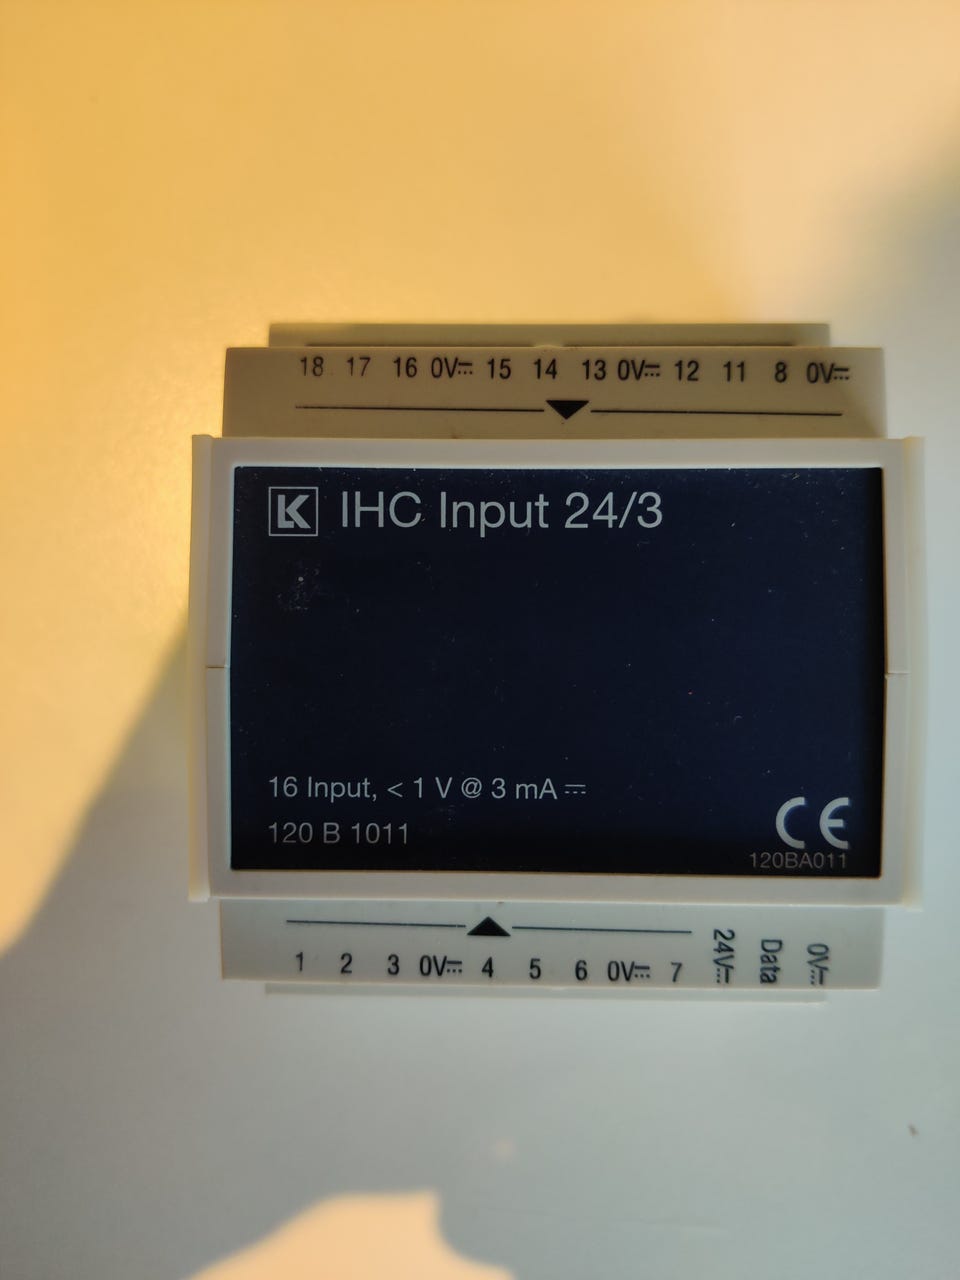 18 17 16 0V⎓ 15 14 13 0V⎓ 12 11 8 0V⎓
LK IHC Input 24/3
16 Input, < 1 V @ 3 mA ⎓
120 B 1011
CE
120BA011
1 2 3 0V⎓ 4 5 6 0V⎓ 7 24V⎓ Data 0V⎓